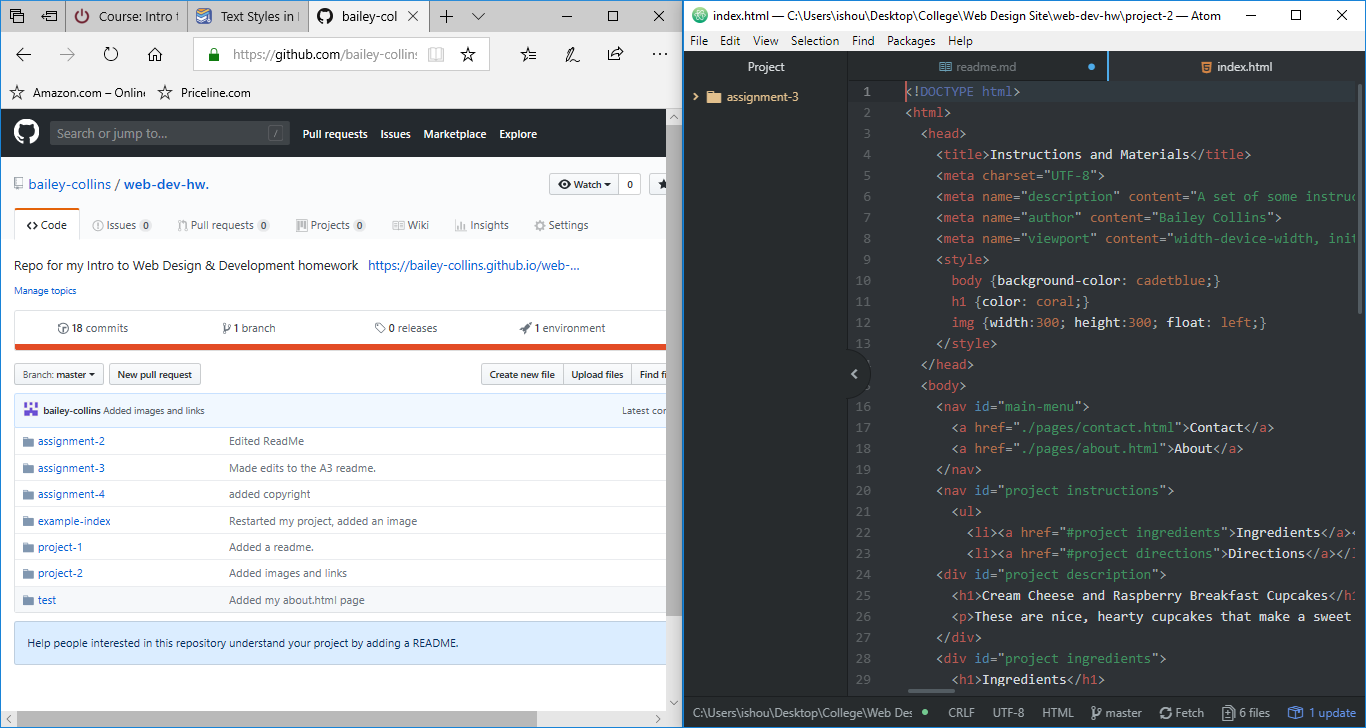 Course: Intro t
Text Styles in
bailey-col
https://github.com/bailey-collins
Amazon.com – Online
Priceline.com
Search or jump to...
/
Pull requests
Issues
Marketplace
Explore
bailey-collins / web-dev-hw.
Watch
0
Code
Issues 0
Pull requests 0
Projects 0
Wiki
Insights
Settings
Repo for my Intro to Web Design & Development homework https://bailey-collins.github.io/web-...
Manage topics
18 commits
1 branch
0 releases
1 environment
Branch: master
New pull request
Create new file
Upload files
Find fi
bailey-collins Added images and links
Latest con
assignment-2 Edited ReadMe
assignment-3 Made edits to the A3 readme.
assignment-4 added copyright
example-index Restarted my project, added an image
project-1 Added a readme.
project-2 Added images and links
test Added my about.html page
Help people interested in this repository understand your project by adding a README.
index.html — C:\Users\ishou\Desktop\College\Web Design Site\web-dev-hw\project-2 — Atom
File Edit View Selection Find Packages Help
Project
readme.md
index.html
assignment-3
1 <!DOCTYPE html>
2 <html>
3 <head>
4 <title>Instructions and Materials</title>
5 <meta charset="UTF-8">
6 <meta name="description" content="A set of some instruc
7 <meta name="author" content="Bailey Collins">
8 <meta name="viewport" content="width-device-width, init
9 <style>
10 body {background-color: cadetblue;}
11 h1 {color: coral;}
12 img {width:300; height:300; float: left;}
13 </style>
</head>
<body>
16 <nav id="main-menu">
17 <a href="./pages/contact.html">Contact</a>
18 <a href="./pages/about.html">About</a>
19 </nav>
20 <nav id="project instructions">
21 <ul>
22 <li><a href="#project ingredients">Ingredients</a><
23 <li><a href="#project directions">Directions</a></l
24 <div id="project description">
25 <h1>Cream Cheese and Raspberry Breakfast Cupcakes</h1
26 <p>These are nice, hearty cupcakes that make a sweet
27 </div>
28 <div id="project ingredients">
29 <h1>Ingredients</h1>
C:\Users\ishou\Desktop\College\Web Des
CRLF
UTF-8
HTML
master
Fetch
6 files
1 update